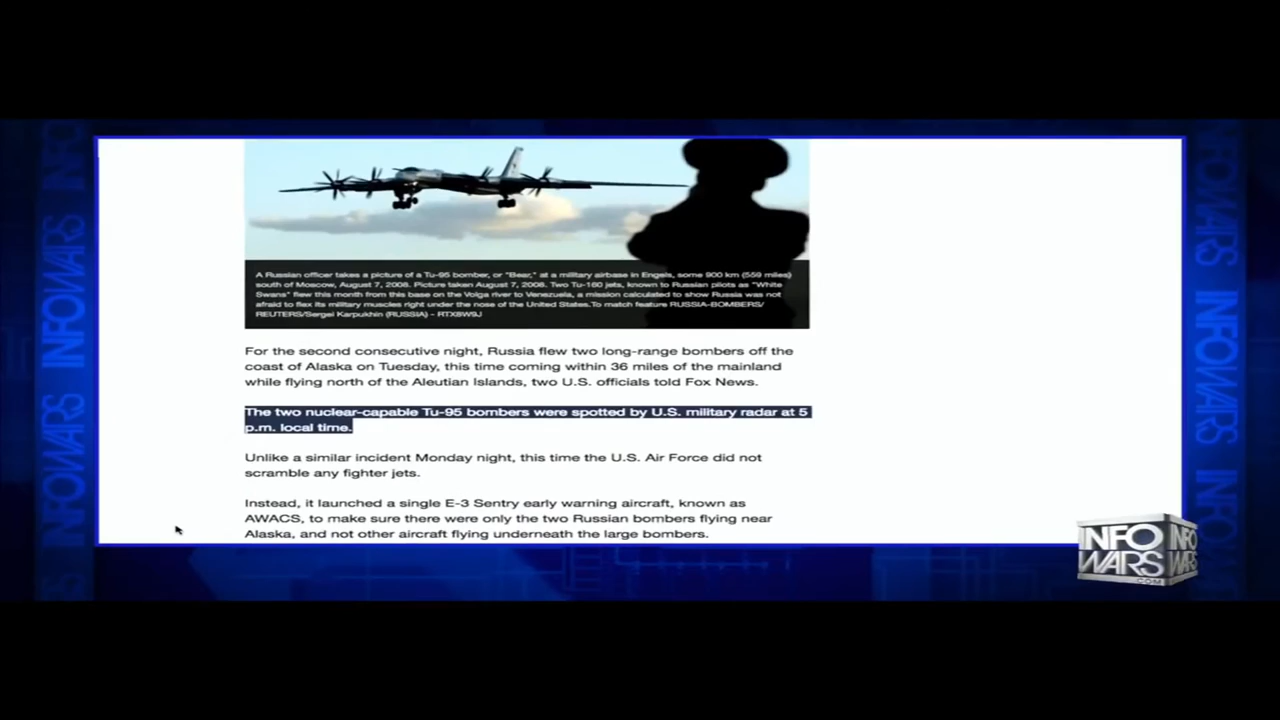 A Russian officer takes a picture of a Tu-95 bomber, or "Bear," at a military airbase in Engels, some 900 km (559 miles)
south of Moscow, August 7, 2008. Picture taken August 7, 2008. Two Tu-160 jets, known to Russian pilots as "White
Swans" flew this month from this base on the Volga river to Venezuela, a mission calculated to show Russia was not
afraid to flex its military muscles right under the nose of the United States.To match feature RUSSIA-BOMBERS/
REUTERS/Sergei Karpukhin (RUSSIA) - RTX8W9J
For the second consecutive night, Russia flew two long-range bombers off the
coast of Alaska on Tuesday, this time coming within 36 miles of the mainland
while flying north of the Aleutian Islands, two U.S. officials told Fox News.
The two nuclear-capable Tu-95 bombers were spotted by U.S. military radar at 5
p.m. local time.
Unlike a similar incident Monday night, this time the U.S. Air Force did not
scramble any fighter jets.
Instead, it launched a single E-3 Sentry early warning aircraft, known as
AWACS, to make sure there were only the two Russian bombers flying near
Alaska, and not other aircraft flying underneath the large bombers.
INFOWARS
INFOWARS
INFOWARS
INFOWARS
INFO
WARS
.COM
INFO
WARS